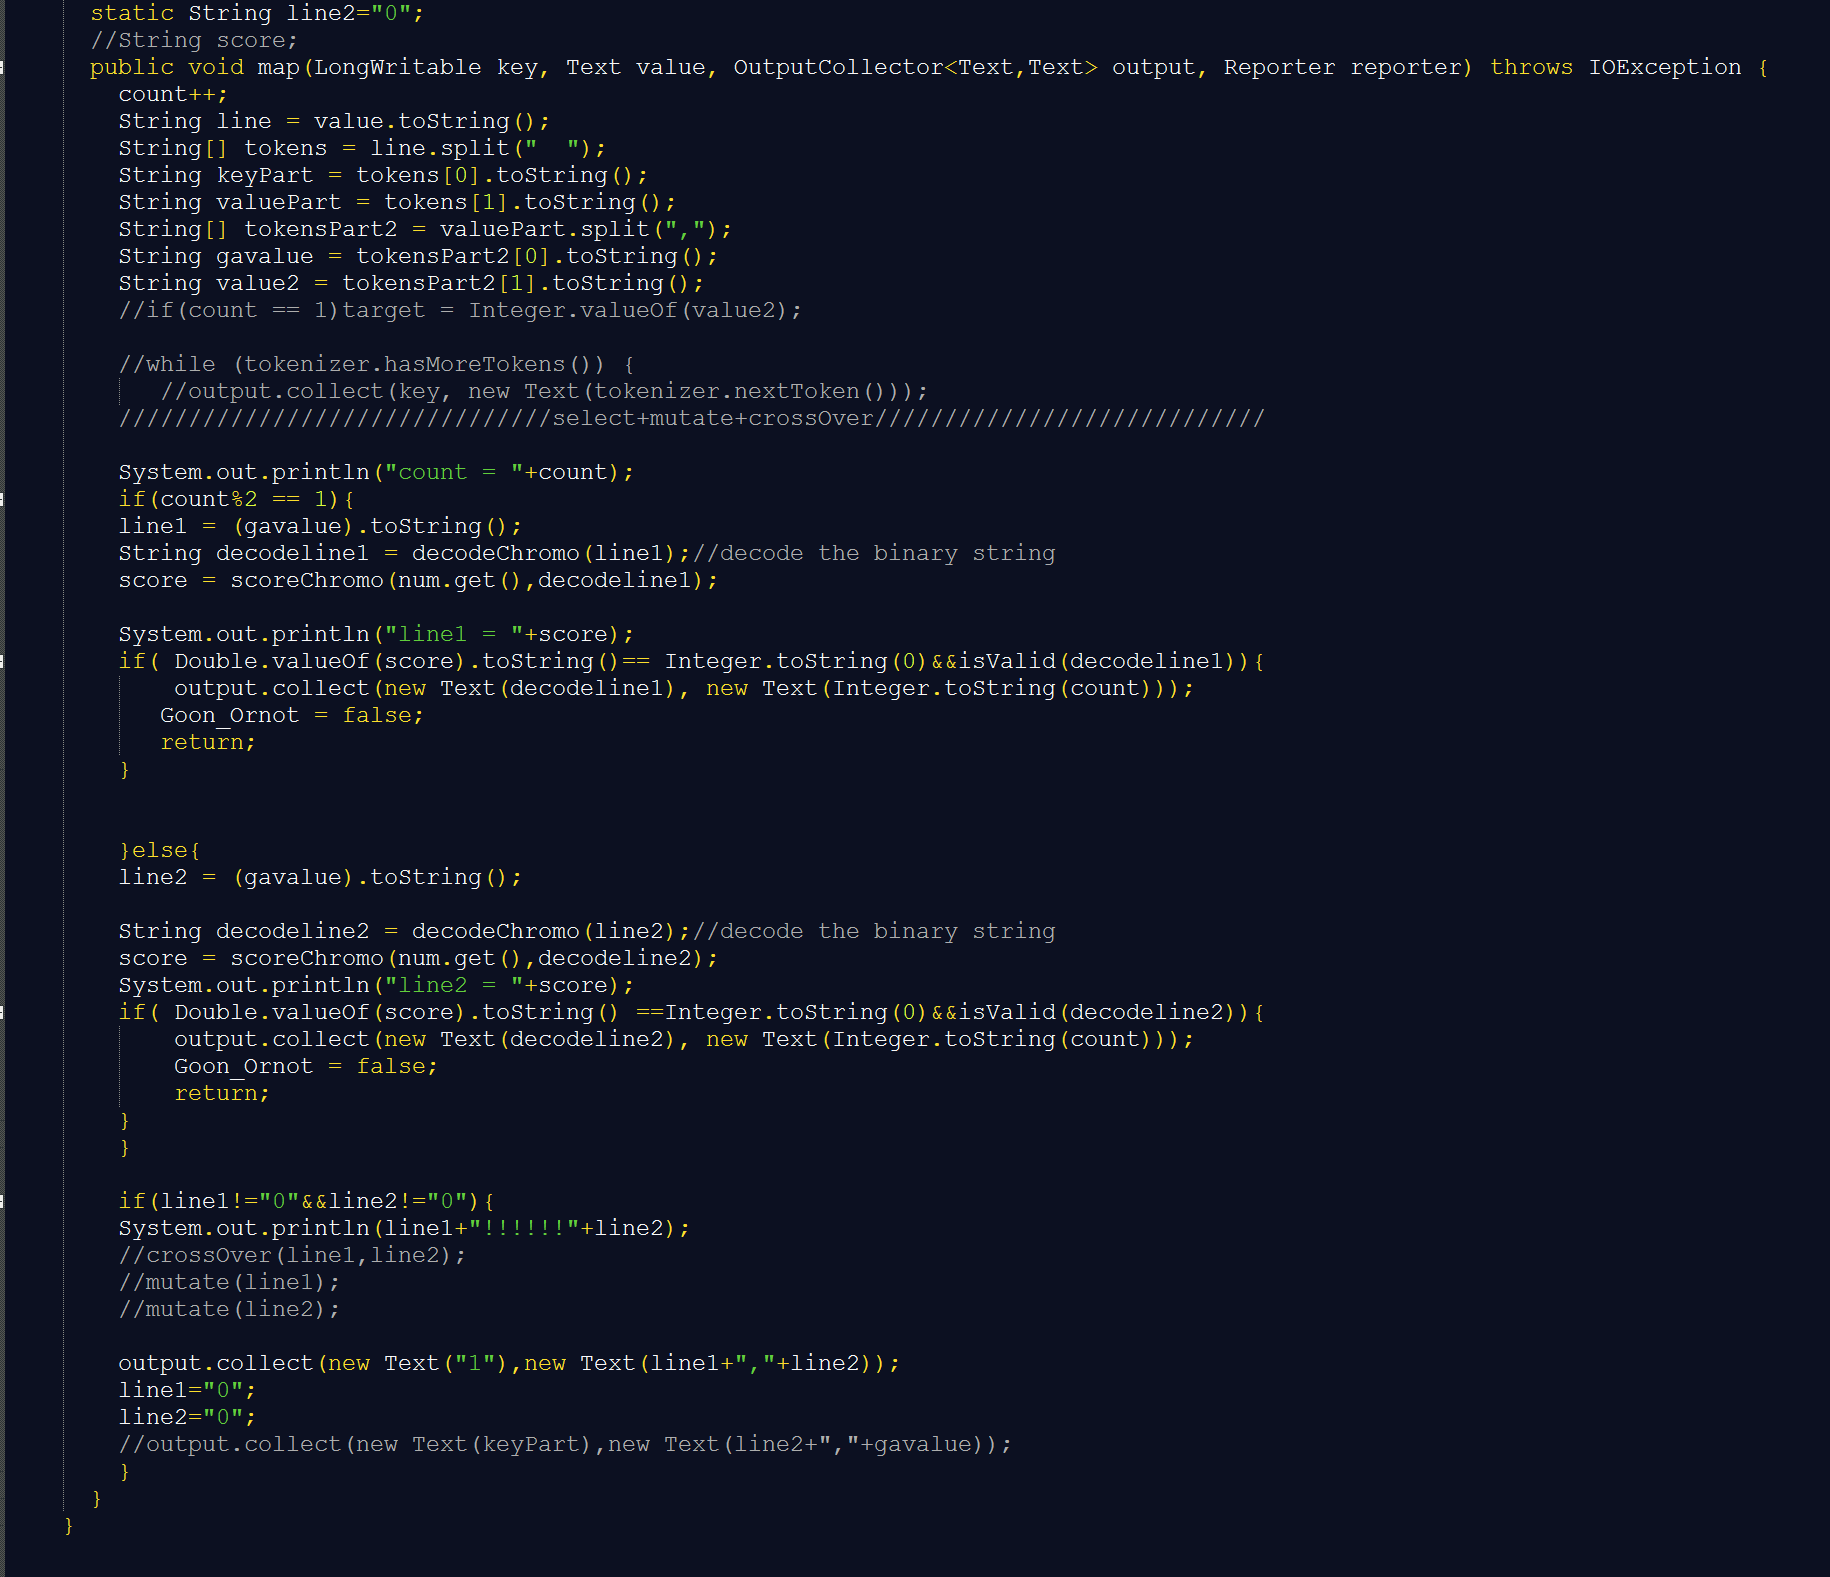 static String line2="0";
//String score;
public void map(LongWritable key, Text value, OutputCollector<Text,Text> output, Reporter reporter) throws IOException {
count++;
String line = value.toString();
String[] tokens = line.split("  ");
String keyPart = tokens[0].toString();
String valuePart = tokens[1].toString();
String[] tokensPart2 = valuePart.split(",");
String gavalue = tokensPart2[0].toString();
String value2 = tokensPart2[1].toString();
//if(count == 1)target = Integer.valueOf(value2);
//while (tokenizer.hasMoreTokens()) {
//output.collect(key, new Text(tokenizer.nextToken()));
///////////////////////////////select+mutate+crossOver////////////////////////////
System.out.println("count = "+count);
if(count%2 == 1){
line1 = (gavalue).toString();
String decodeline1 = decodeChromo(line1);//decode the binary string
score = scoreChromo(num.get(),decodeline1);
System.out.println("line1 = "+score);
if( Double.valueOf(score).toString()== Integer.toString(0)&&isValid(decodeline1)){
output.collect(new Text(decodeline1), new Text(Integer.toString(count)));
Goon_Ornot = false;
return;
}
}else{
line2 = (gavalue).toString();
String decodeline2 = decodeChromo(line2);//decode the binary string
score = scoreChromo(num.get(),decodeline2);
System.out.println("line2 = "+score);
if( Double.valueOf(score).toString() ==Integer.toString(0)&&isValid(decodeline2)){
output.collect(new Text(decodeline2), new Text(Integer.toString(count)));
Goon_Ornot = false;
return;
}
}
if(line1!="0"&&line2!="0"){
System.out.println(line1+"!!!!!!"+line2);
//crossOver(line1,line2);
//mutate(line1);
//mutate(line2);
output.collect(new Text("1"),new Text(line1+","+line2));
line1="0";
line2="0";
//output.collect(new Text(keyPart),new Text(line2+","+gavalue));
}
}
}